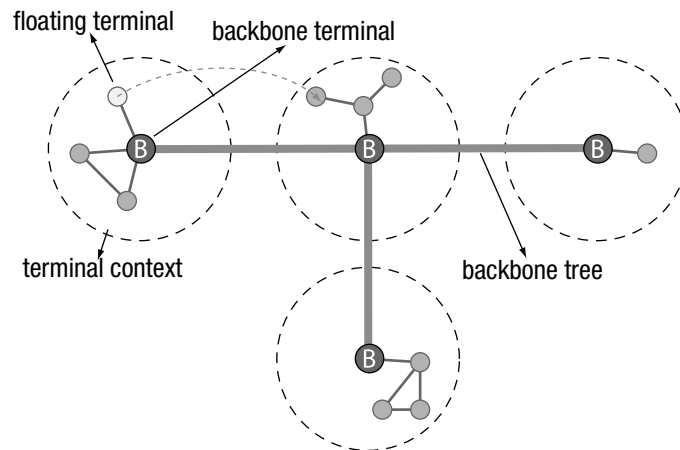 floating terminal
backbone terminal
B
B
B
terminal context
backbone tree
B